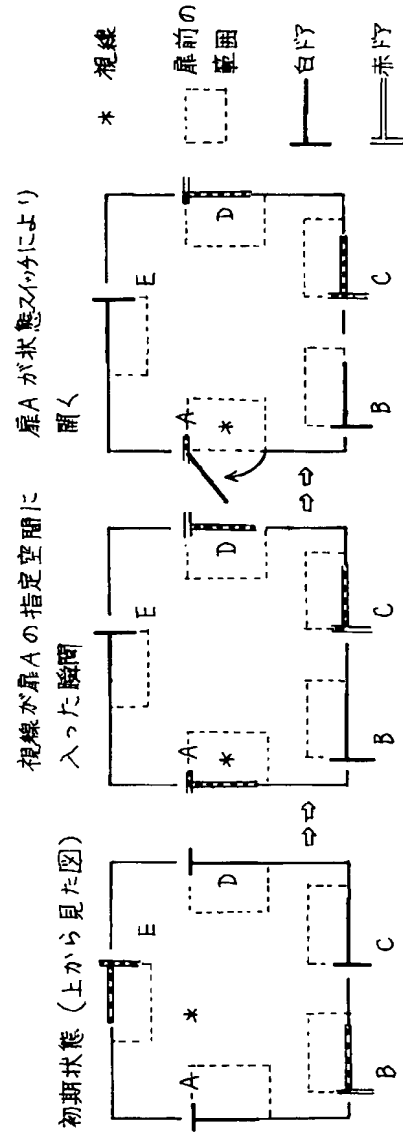 初期状態 (上から見た図)
A
B
C
D
E
*
視線が扉Aの指定空間に
入った瞬間
A
B
C
D
E
*
扉Aが状態スイッチにより
開く
A
B
C
D
E
*
* 視線
扉前の
範囲
白ドア
赤ドア